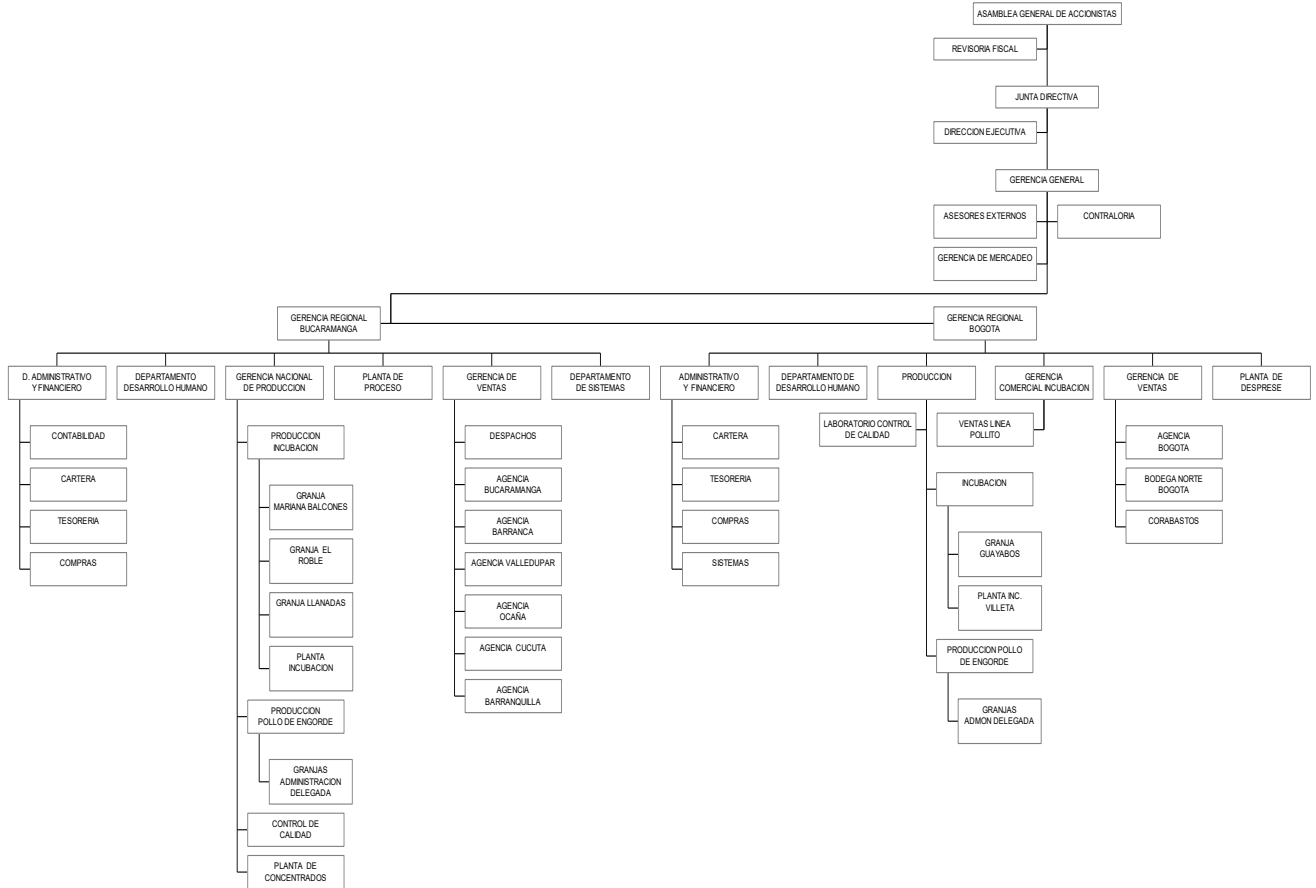 ASAMBLEA GENERAL DE ACCIONISTAS
REVISORIA FISCAL
JUNTA DIRECTIVA
DIRECCION EJECUTIVA
GERENCIA GENERAL
ASESORES EXTERNOS
CONTRALORIA
GERENCIA DE MERCADEO
GERENCIA REGIONAL
BUCARAMANGA
GERENCIA REGIONAL
BOGOTA
D. ADMINISTRATIVO
Y FINANCIERO
DEPARTAMENTO
DESARROLLO HUMANO
GERENCIA NACIONAL
DE PRODUCCION
PLANTA DE
PROCESO
GERENCIA DE
VENTAS
DEPARTAMENTO
DE SISTEMAS
ADMINISTRATIVO
Y FINANCIERO
DEPARTAMENTO DE
DESARROLLO HUMANO
PRODUCCION
GERENCIA
COMERCIAL INCUBACION
GERENCIA DE
VENTAS
PLANTA DE
DESPRESE
CONTABILIDAD
CARTERA
TESORERIA
COMPRAS
PRODUCCION
INCUBACION
GRANJA
MARIANA BALCONES
GRANJA EL
ROBLE
GRANJA LLANADAS
PLANTA
INCUBACION
PRODUCCION
POLLO DE ENGORDE
GRANJAS
ADMINISTRACION
DELEGADA
CONTROL DE
CALIDAD
PLANTA DE
CONCENTRADOS
DESPACHOS
AGENCIA
BUCARAMANGA
AGENCIA
BARRANCA
AGENCIA VALLEDUPAR
AGENCIA
OCAÑA
AGENCIA CUCUTA
AGENCIA
BARRANQUILLA
CARTERA
TESORERIA
COMPRAS
SISTEMAS
LABORATORIO CONTROL
DE CALIDAD
INCUBACION
GRANJA
GUAYABOS
PLANTA INC.
VILLETA
PRODUCCION POLLO
DE ENGORDE
GRANJAS
ADMON DELEGADA
VENTAS LINEA
POLLITO
AGENCIA
BOGOTA
BODEGA NORTE
BOGOTA
CORABASTOS